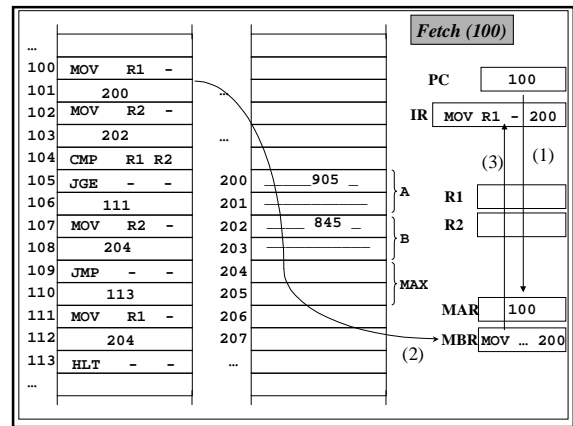 Fetch (100)
…
100 MOV R1 -
101 200
102 MOV R2 -
103 202
104 CMP R1 R2
105 JGE - -
106 111
107 MOV R2 -
108 204
109 JMP - -
110 113
111 MOV R1 -
112 204
113 HLT - -
…
…
…
200 905
201
202 845
203
204
205
206
207
…
A
B
MAX
PC 100
IR MOV R1 - 200
(3) (1)
R1
R2
MAR 100
(2) MBR MOV … 200